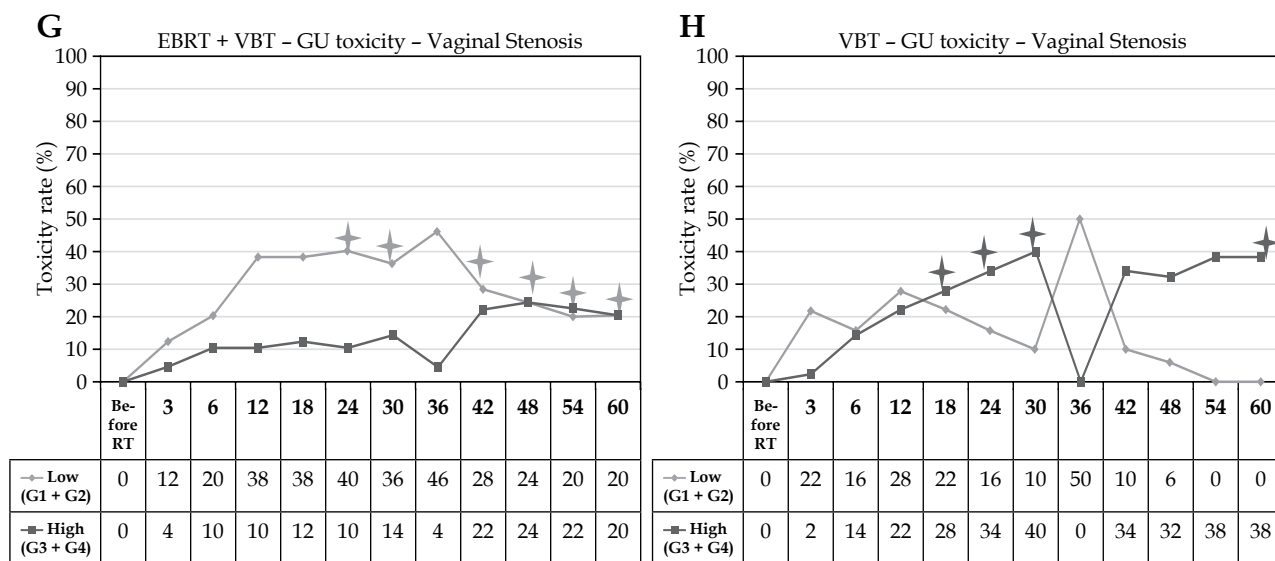 G
EBRT + VBT – GU toxicity – Vaginal Stenosis
Toxicity rate (%)
100
90
80
70
60
50
40
30
20
10
0
Be-
fore
RT
3 6 12 18 24 30 36 42 48 54 60
Low
(G1 + G2)
0 12 20 38 38 40 36 46 28 24 20 20
High
(G3 + G4)
0 4 10 10 12 10 14 4 22 24 22 20
H
VBT – GU toxicity – Vaginal Stenosis
Toxicity rate (%)
100
90
80
70
60
50
40
30
20
10
0
Be-
fore
RT
3 6 12 18 24 30 36 42 48 54 60
Low
(G1 + G2)
0 22 16 28 22 16 10 50 10 6 0 0
High
(G3 + G4)
0 2 14 22 28 34 40 0 34 32 38 38